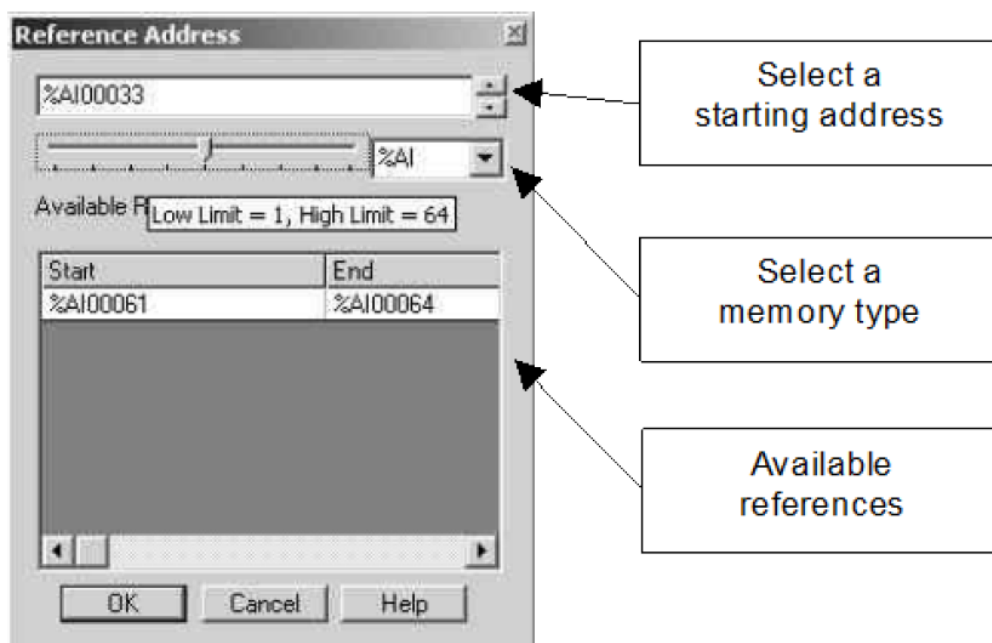 Reference Address
%AI00033
%AI
Available R
Low Limit = 1, High Limit = 64
Start End
%AI00061 %AI00064
OK Cancel Help
Select a
starting address
Select a
memory type
Available
references